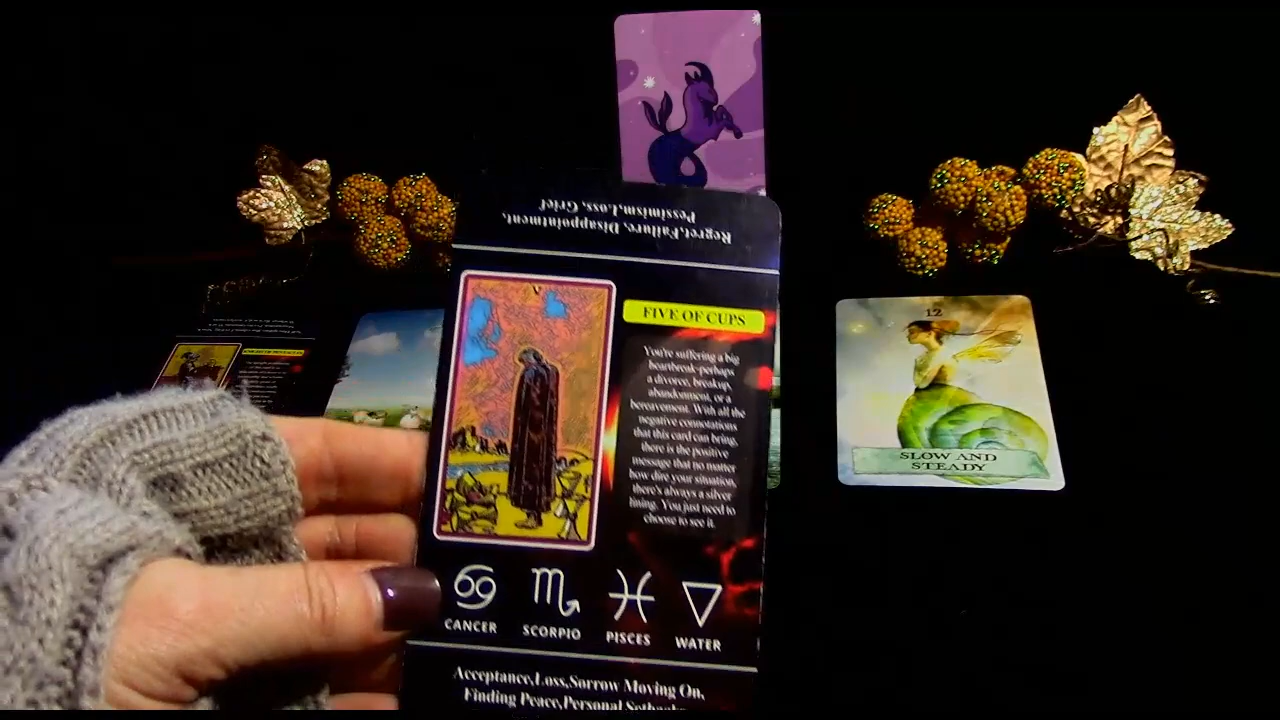 Regret,Failure, Disappointment,
Pessimism,Loss, Grief
V
FIVE OF CUPS
You're suffering a big
heartbreak-perhaps
a divorce, breakup,
abandonment, or a
bereavement. With all the
negative connotations
that this card can bring,
there is the positive
message that no matter
how dire your situation,
there's always a silver
lining. You just need to
choose to see it.
CANCER
SCORPIO
PISCES
WATER
Acceptance,Loss,Sorrow Moving On,
Finding Peace,Personal Setbacks
12
SLOW AND
STEADY